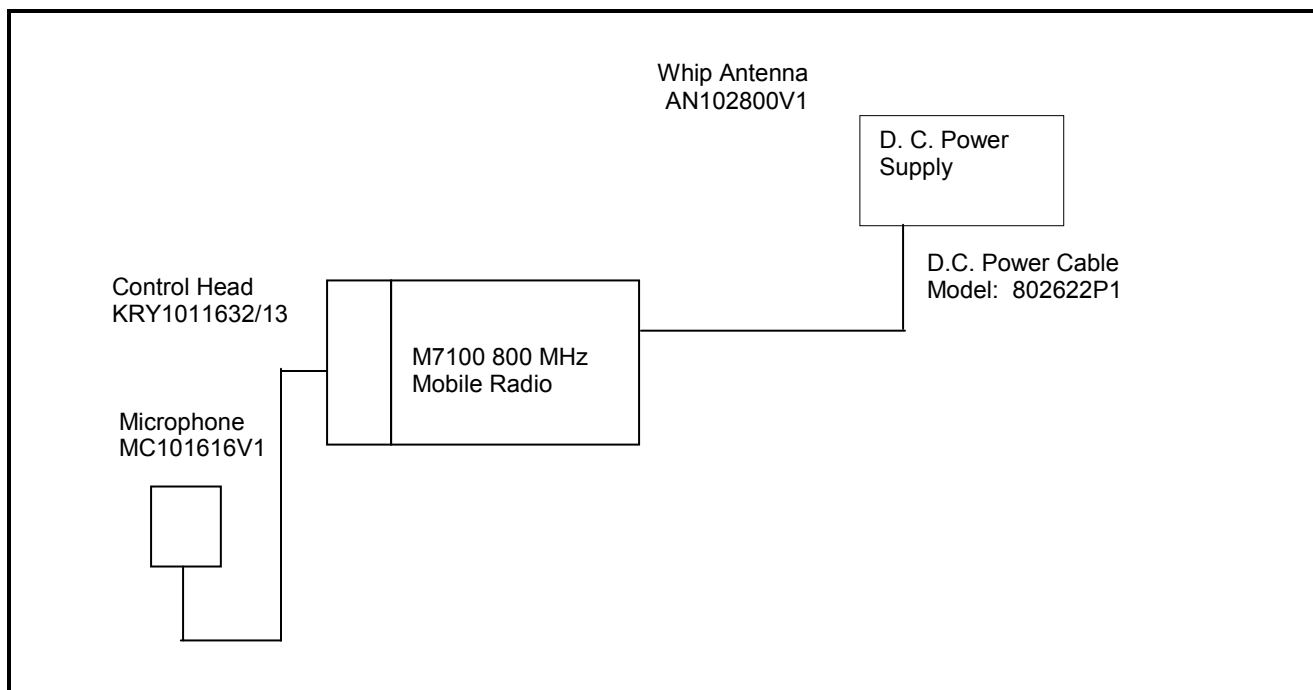 Whip Antenna
AN102800V1
D. C. Power
Supply
D.C. Power Cable
Model: 802622P1
Control Head
KRY1011632/13
M7100 800 MHz
Mobile Radio
Microphone
MC101616V1